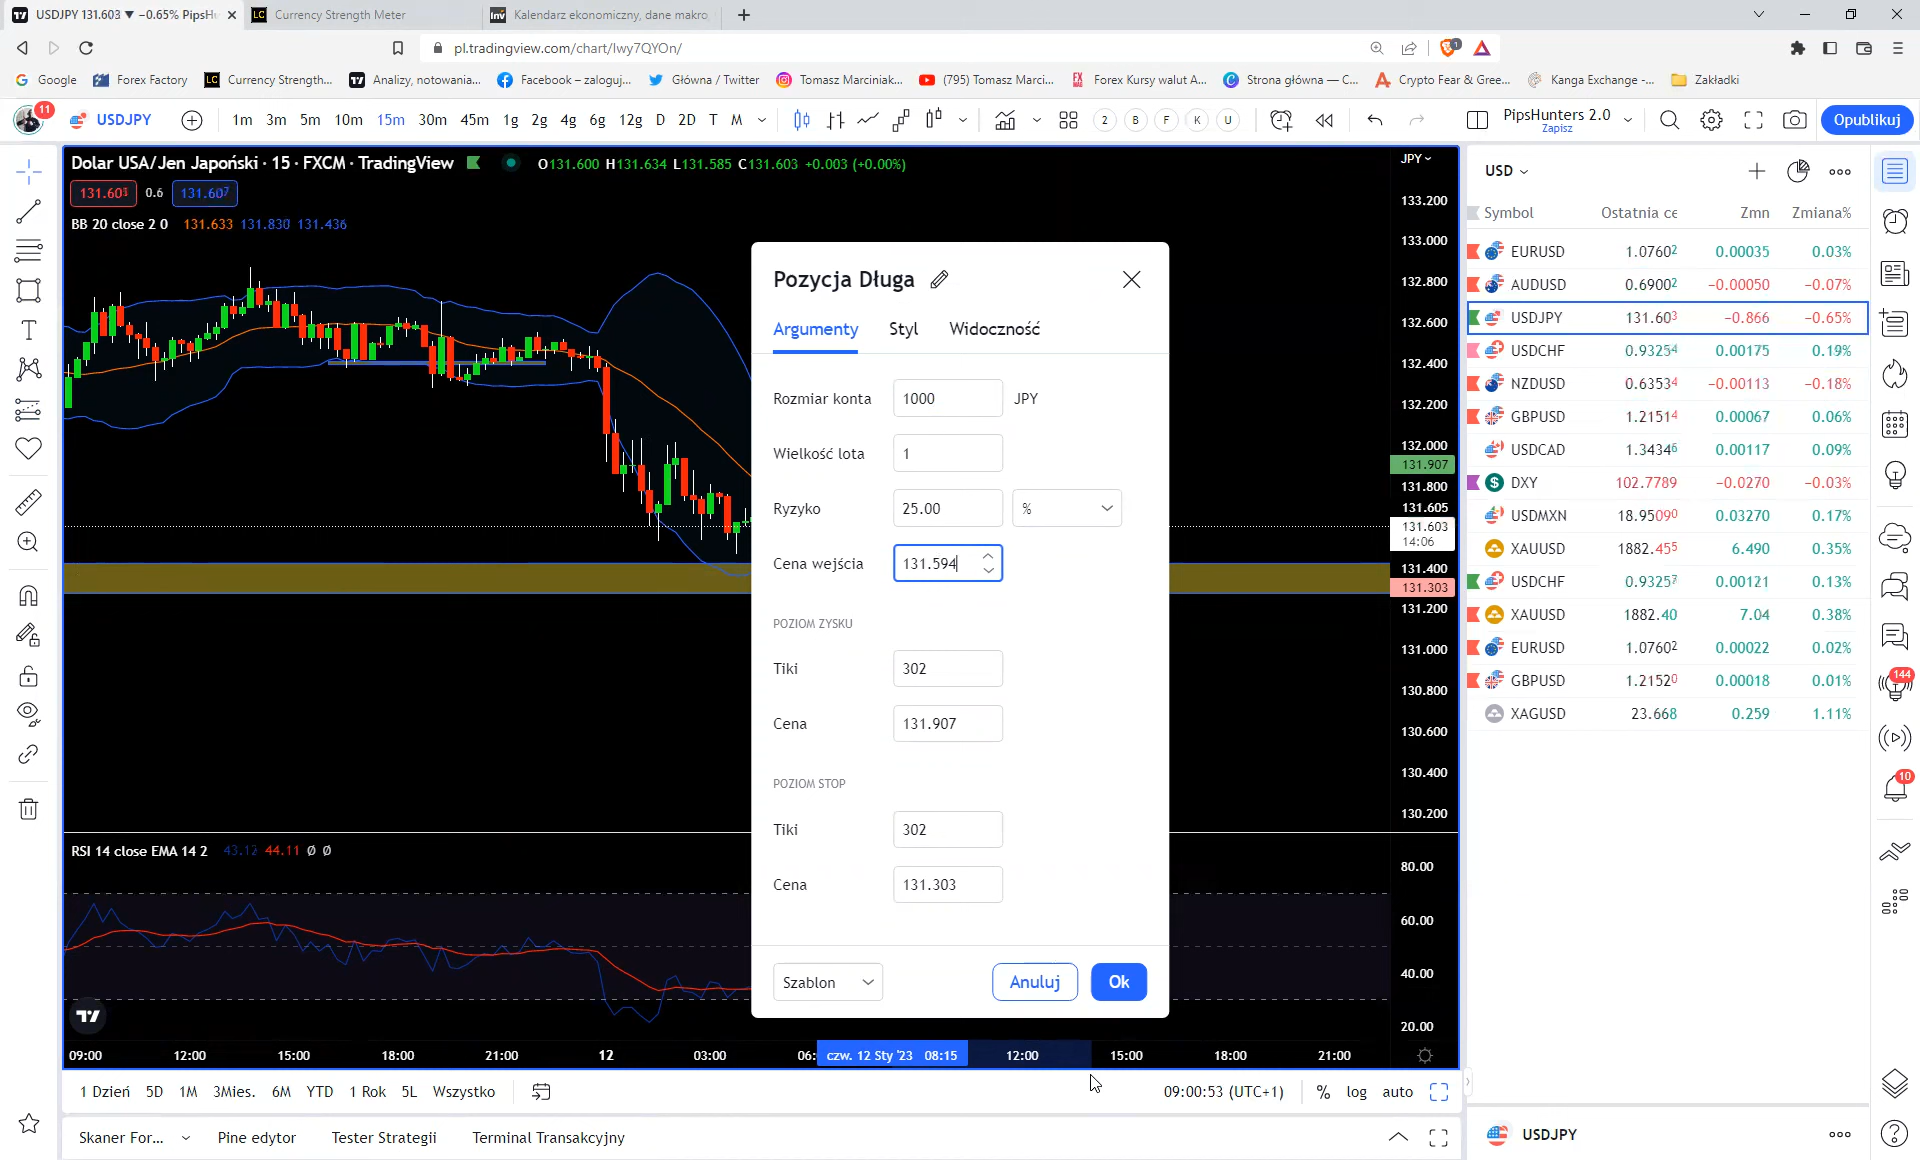 USDJPY 131.603 ▼ −0.65% PipsHu
Currency Strength Meter
Kalendarz ekonomiczny, dane makro,
pl.tradingview.com/chart/Iwy7QYOn/
1
Google
Forex Factory
Currency Strength...
Analizy, notowania...
Facebook – zaloguj...
Główna / Twitter
Tomasz Marciniak...
(795) Tomasz Marci...
Forex Kursy walut A...
Strona główna — C...
Crypto Fear & Gree...
Kanga Exchange -...
Zakładki
11
USDJPY
1m 3m 5m 10m 15m 30m 45m 1g 2g 4g 6g 12g D 2D T M
2 B F K U
PipsHunters 2.0
Zapisz
Opublikuj
Dolar USA/Jen Japoński · 15 · FXCM · TradingView
O131.600 H131.634 L131.585 C131.603 +0.003 (+0.00%)
131.603 0.6 131.607
BB 20 close 2 0 131.633 131.830 131.436
JPY
133.200
133.000
132.800
132.600
132.400
132.200
132.000
131.907
131.800
131.605
131.603
14:06
131.400
131.303
131.200
131.000
130.800
130.600
130.400
130.200
Pozycja Długa
Argumenty Styl Widoczność
Rozmiar konta 1000 JPY
Wielkość lota 1
Ryzyko 25.00 %
Cena wejścia 131.594
POZIOM ZYSKU
Tiki 302
Cena 131.907
POZIOM STOP
Tiki 302
Cena 131.303
Szablon Anuluj Ok
RSI 14 close EMA 14 2 43.12 44.11 Ø Ø
80.00
60.00
40.00
20.00
09:00 12:00 15:00 18:00 21:00 12 03:00 06: czw. 12 Sty '23 08:15 12:00 15:00 18:00 21:00
1 Dzień 5D 1M 3Mies. 6M YTD 1 Rok 5L Wszystko
09:00:53 (UTC+1) % log auto
Skaner For... Pine edytor Tester Strategii Terminal Transakcyjny
USD
Symbol Ostatnia ce Zmn Zmiana%
EURUSD 1.07602 0.00035 0.03%
AUDUSD 0.69002 −0.00050 −0.07%
USDJPY 131.603 −0.866 −0.65%
USDCHF 0.93254 0.00175 0.19%
NZDUSD 0.63534 −0.00113 −0.18%
GBPUSD 1.21514 0.00067 0.06%
USDCAD 1.34346 0.00117 0.09%
DXY 102.7789 −0.0270 −0.03%
USDMXN 18.95090 0.03270 0.17%
XAUUSD 1882.455 6.490 0.35%
USDCHF 0.93257 0.00121 0.13%
XAUUSD 1882.40 7.04 0.38%
EURUSD 1.07602 0.00022 0.02%
GBPUSD 1.21520 0.00018 0.01%
XAGUSD 23.668 0.259 1.11%
144
10
USDJPY